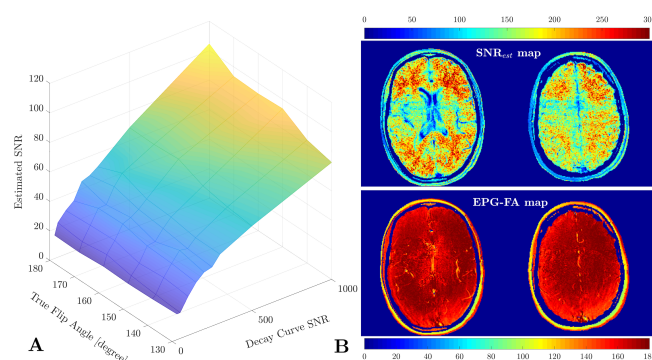 0 50 100 150 200 250 30
SNRest map
120
100
80
60
40
20
0
Estimated SNR
180
170
160
150
140
130
True Flip Angle [degree]
0
500
1000
Decay Curve SNR
A
B
EPG-FA map
0 20 40 60 80 100 120 140 160 18